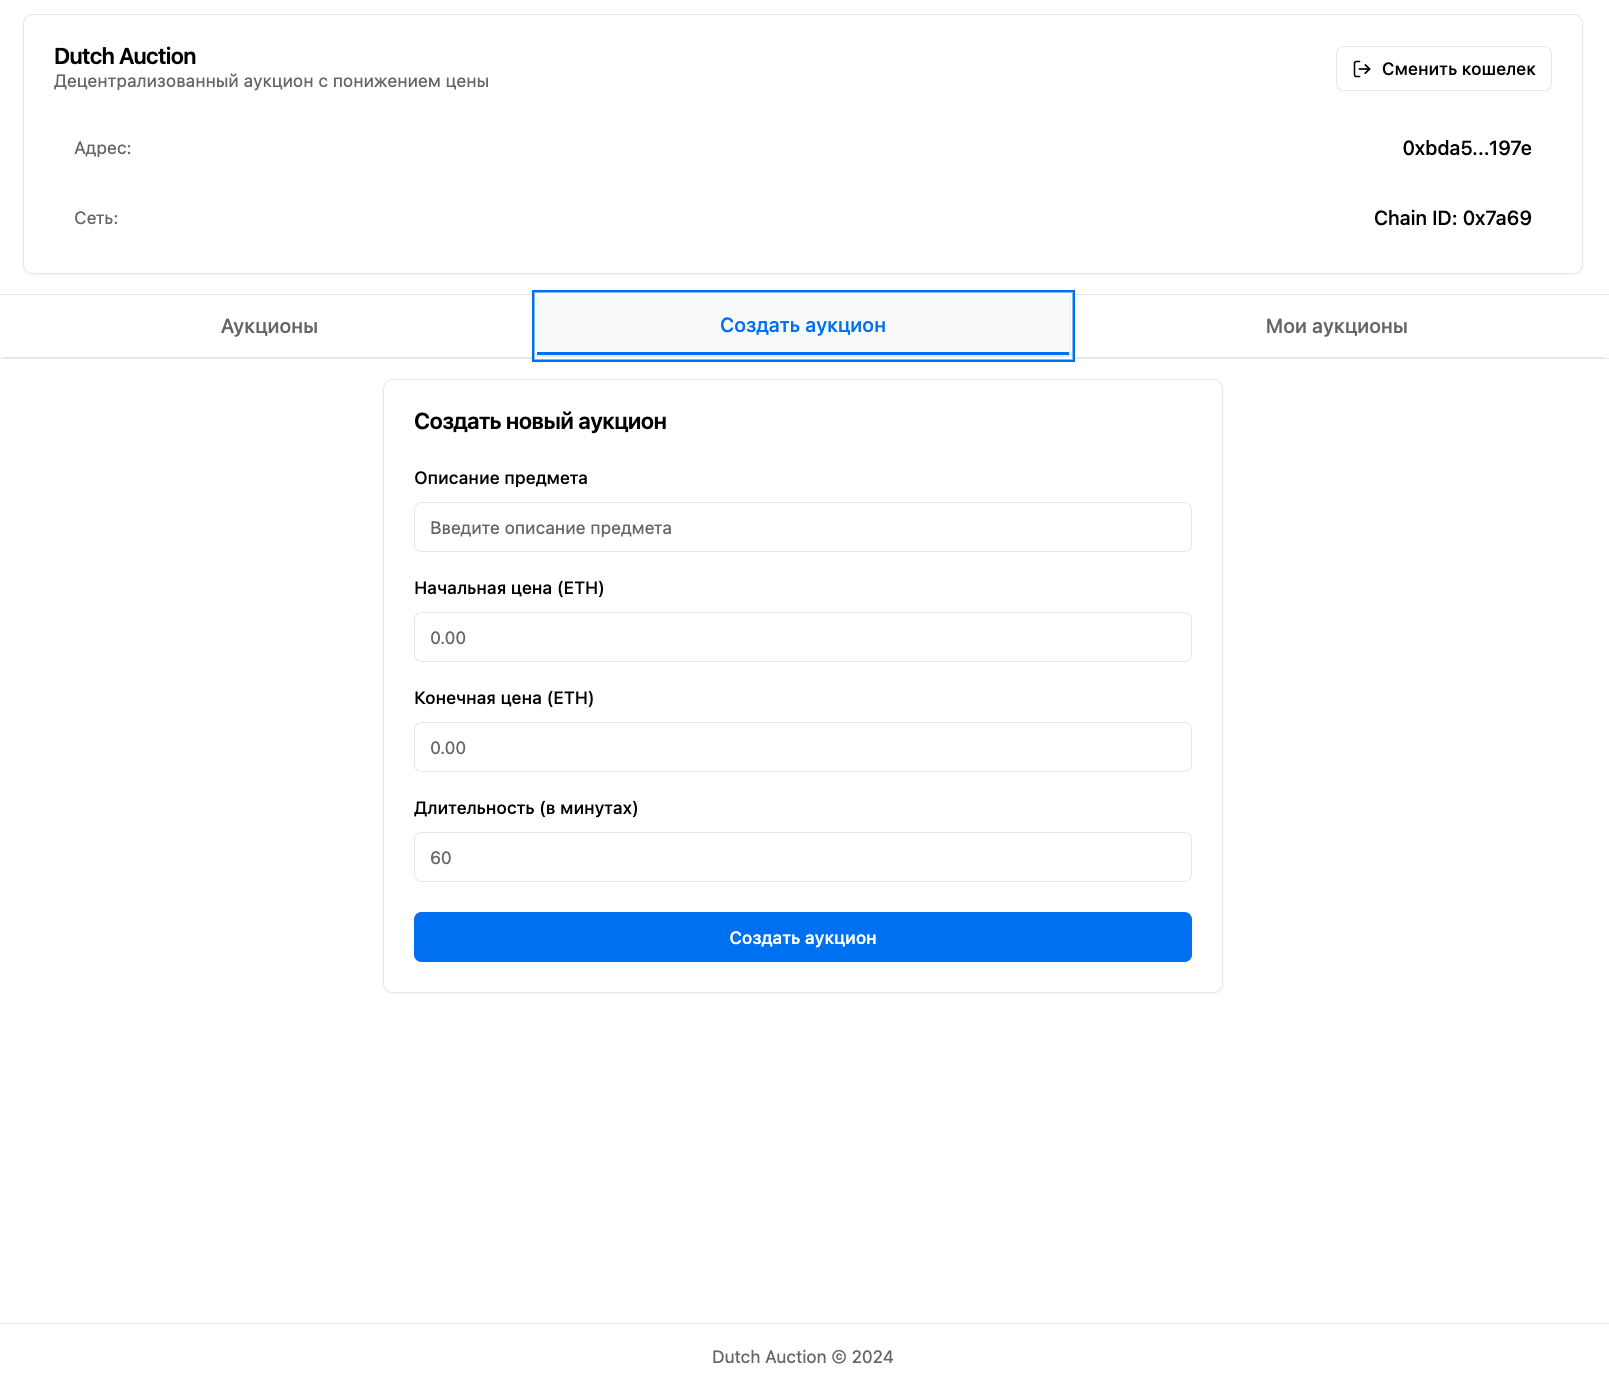 Dutch Auction
Децентрализованный аукцион с понижением цены
Сменить кошелек
Адрес:
0xbda5...197e
Сеть:
Chain ID: 0x7a69
Аукционы
Создать аукцион
Мои аукционы
Создать новый аукцион
Описание предмета
Введите описание предмета
Начальная цена (ETH)
0.00
Конечная цена (ETH)
0.00
Длительность (в минутах)
60
Создать аукцион
Dutch Auction © 2024